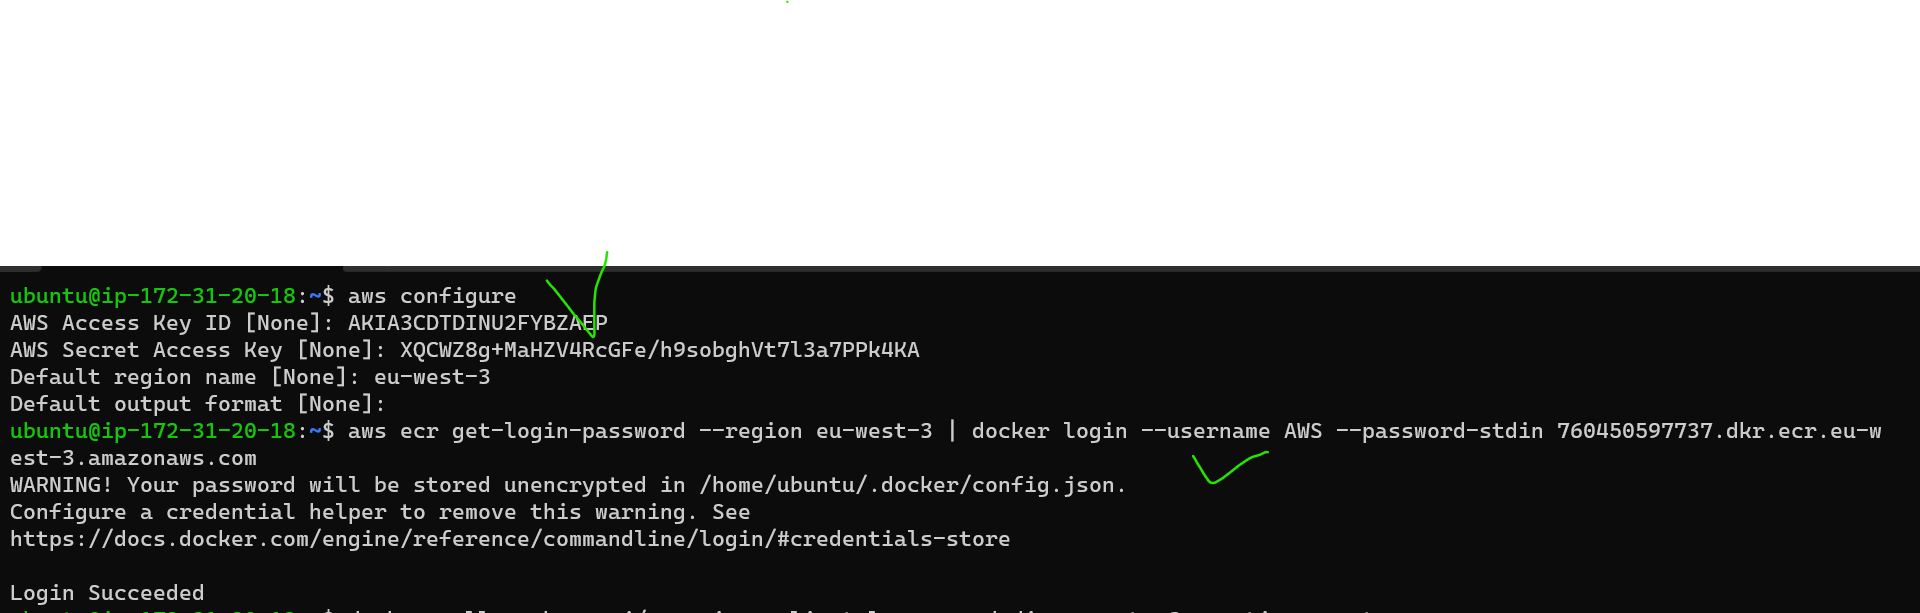 ubuntu@ip-172-31-20-18:~$ aws configure
AWS Access Key ID [None]: AKIA3CDTDINU2FYBZAEP
AWS Secret Access Key [None]: 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
Default region name [None]: eu-west-3
Default output format [None]:
ubuntu@ip-172-31-20-18:~$ aws ecr get-login-password --region eu-west-3 | docker login --username AWS --password-stdin 760450597737.dkr.ecr.eu-w
est-3.amazonaws.com
WARNING! Your password will be stored unencrypted in /home/ubuntu/.docker/config.json.
Configure a credential helper to remove this warning. See
https://docs.docker.com/engine/reference/commandline/login/#credentials-store
Login Succeeded